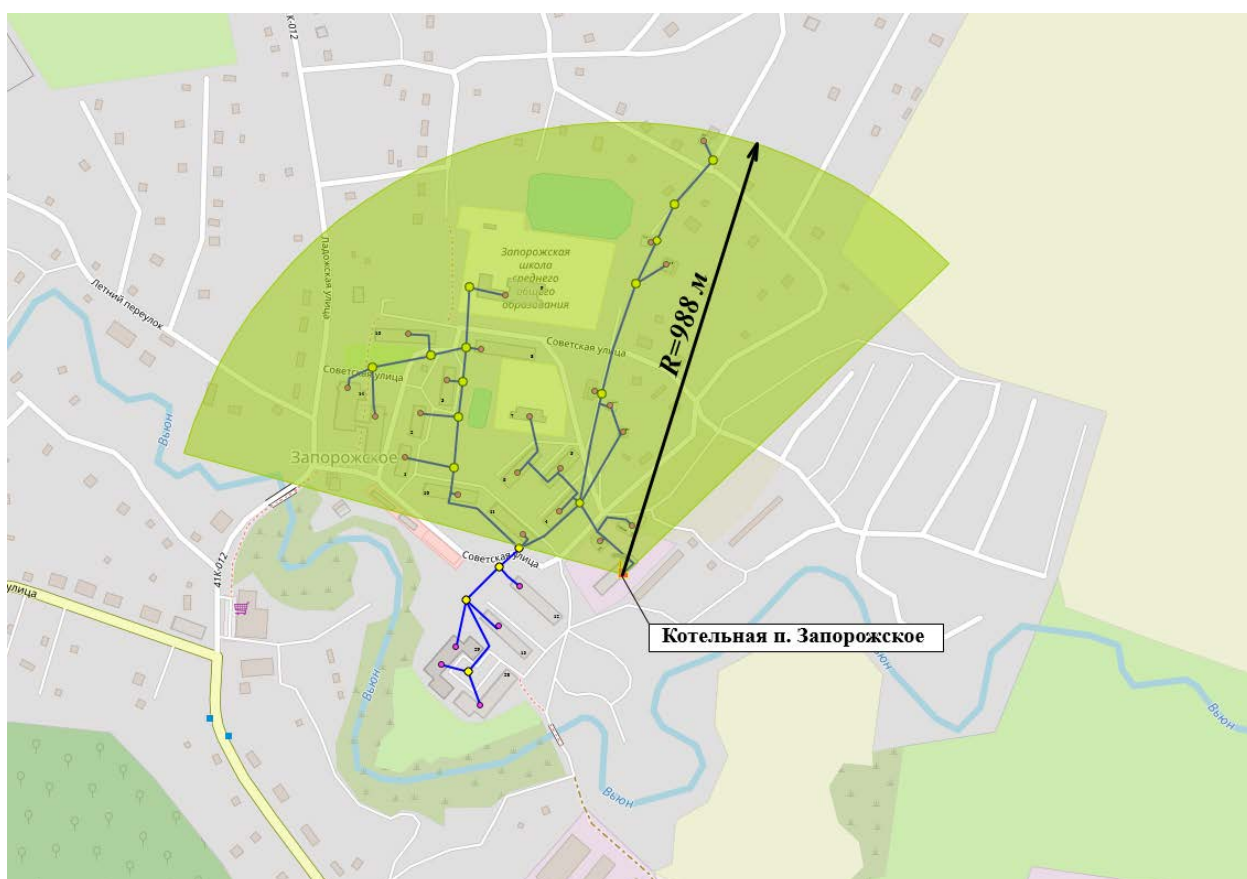 К-012
Летний переулок
Ладожская улица
Запорожская
школа
среднего
общего
образования
R=988 м
Советская улица
Советская улица
Вьюн
Запорожское
Советская улица
41К-012
улица
Котельная п. Запорожское
Вьюн
Вьюн
Вьюн
Вьюн